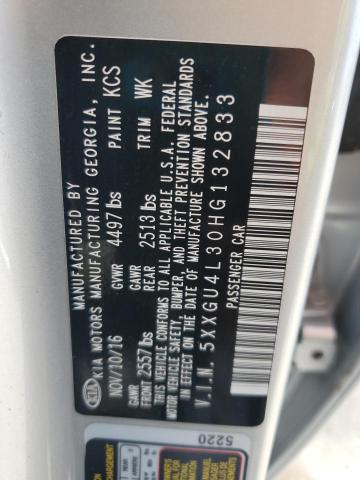 MANUFACTURED BY
KIA KIA MOTORS MANUFACTURING GEORGIA, INC.
NOV/10/16 GVWR 4497 lbs PAINT KCS
GAWR FRONT 2557 lbs GAWR REAR 2513 lbs TRIM WK
THIS VEHICLE CONFORMS TO ALL APPLICABLE U.S.A. FEDERAL
MOTOR VEHICLE SAFETY, BUMPER, AND THEFT PREVENTION STANDARDS
IN EFFECT ON THE DATE OF MANUFACTURE SHOWN ABOVE.
V.I.N. 5XXGU4L30HG132833
PASSENGER CAR
5220